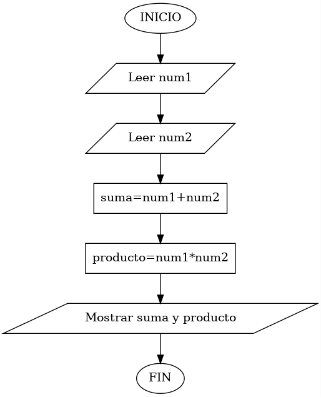 INICIO
Leer num1
Leer num2
suma=num1+num2
producto=num1*num2
Mostrar suma y producto
FIN